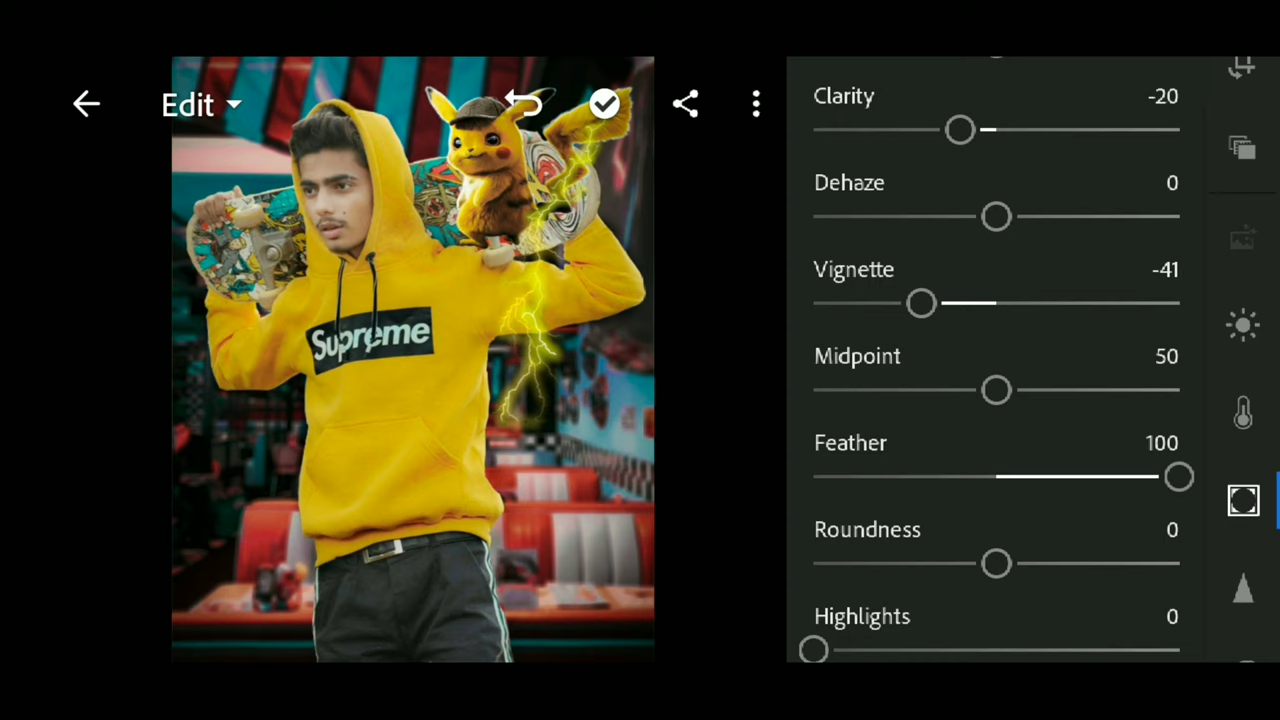 Edit
Supreme
Clarity -20
Dehaze 0
Vignette -41
Midpoint 50
Feather 100
Roundness 0
Highlights 0